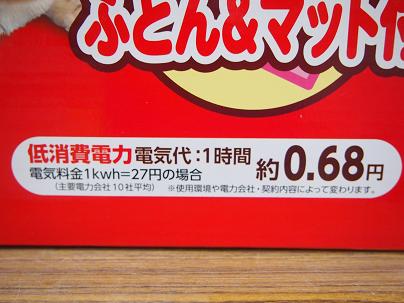 ふとん&マット付
低消費電力 電気代:1時間 約0.68円
電気料金1kwh=27円の場合
(主要電力会社10社平均) ※使用環境や電力会社・契約内容によって変わります。